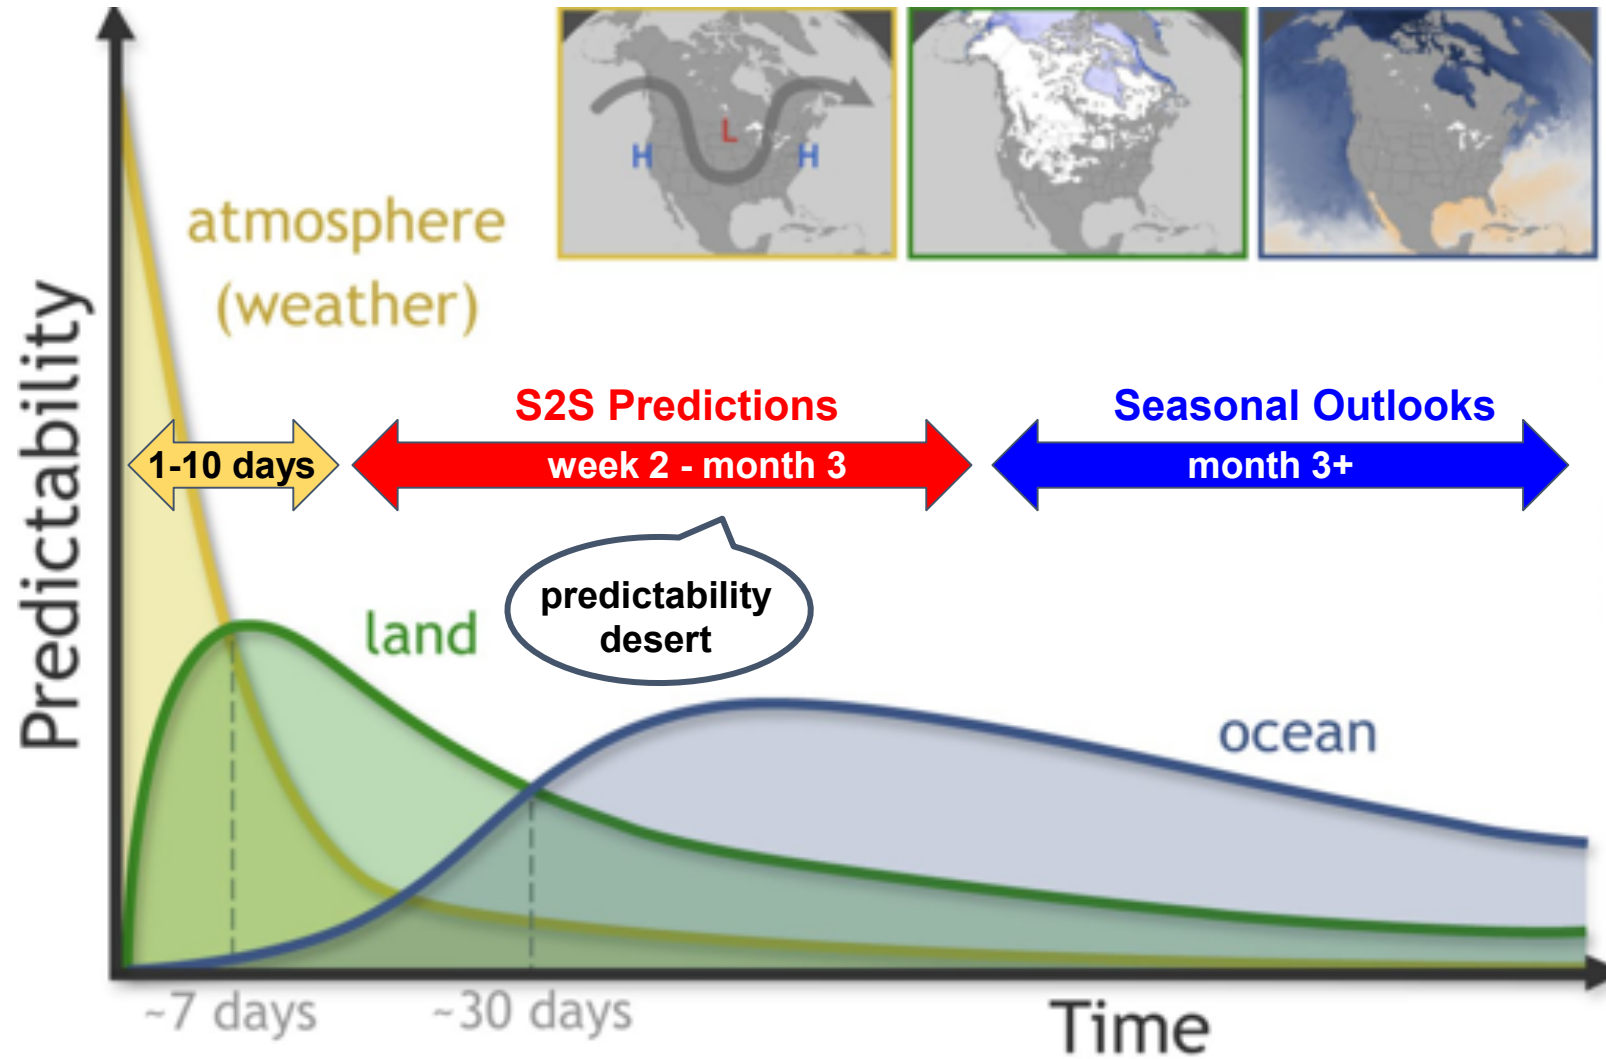 L
H
H
atmosphere
(weather)
Predictability
S2S Predictions
Seasonal Outlooks
1-10 days
week 2 - month 3
month 3+
predictability
desert
land
ocean
~7 days
~30 days
Time